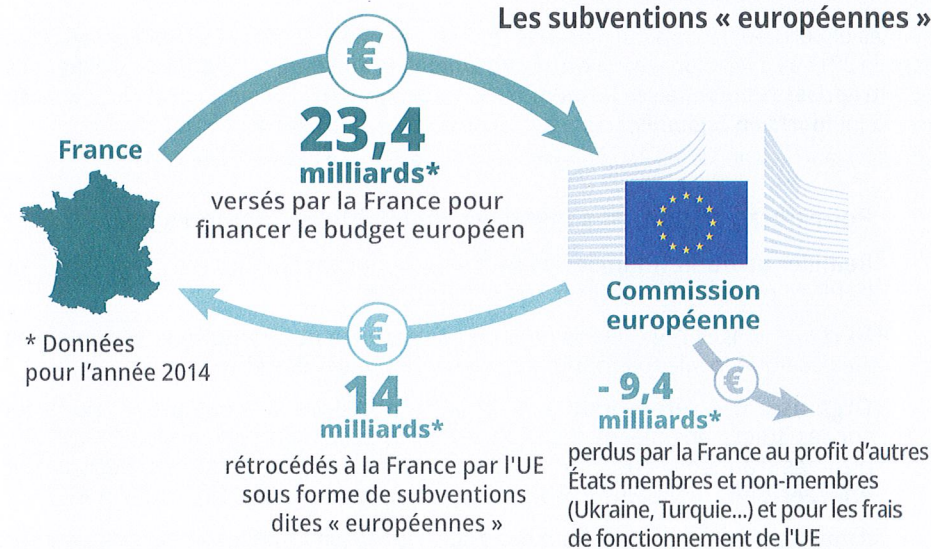 Les subventions « européennes »
€
23,4
milliards*
versés par la France pour
financer le budget européen
France
Commission
européenne
€
14
milliards*
rétrocédés à la France par l'UE
sous forme de subventions
dites « européennes »
€
- 9,4
milliards*
perdus par la France au profit d'autres
États membres et non-membres
(Ukraine, Turquie...) et pour les frais
de fonctionnement de l'UE
* Données
pour l'année 2014